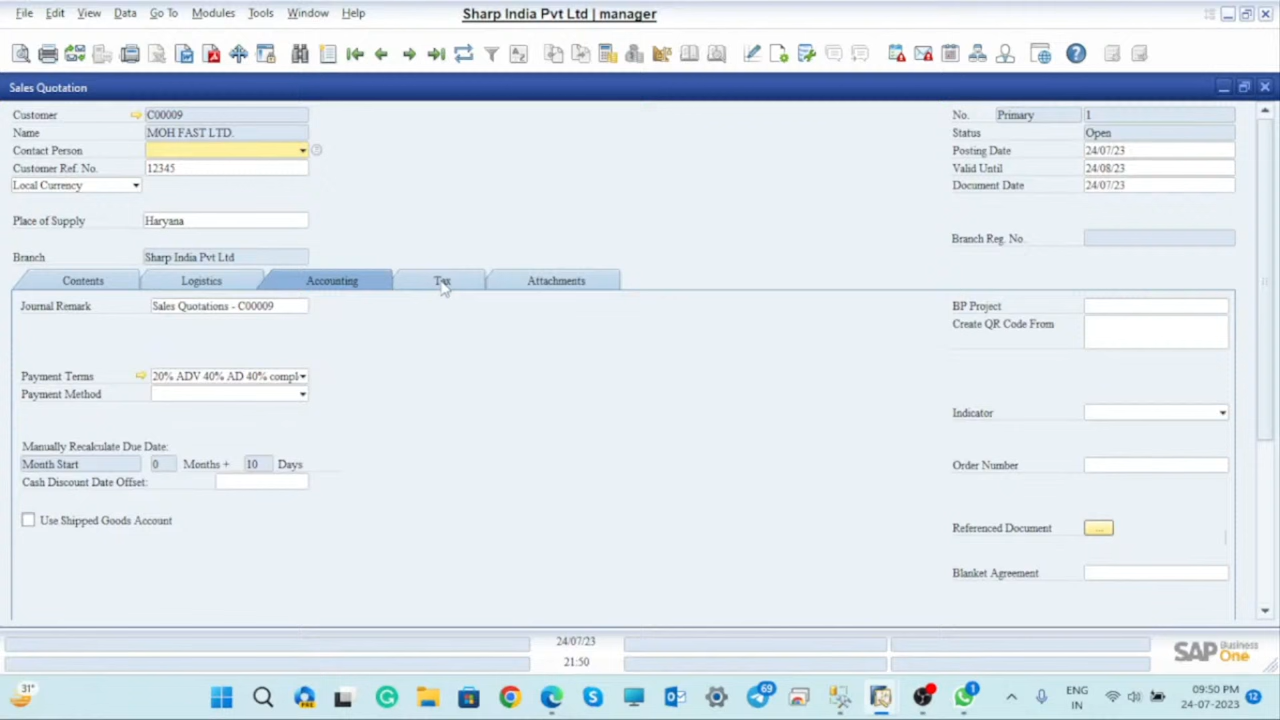 File Edit View Data Go To Modules Tools Window Help
Sharp India Pvt Ltd | manager
Sales Quotation
Customer C00009
Name MOH FAST LTD.
Contact Person
Customer Ref. No. 12345
Local Currency
Place of Supply Haryana
Branch Sharp India Pvt Ltd
No. Primary 1
Status Open
Posting Date 24/07/23
Valid Until 24/08/23
Document Date 24/07/23
Branch Reg. No.
Contents Logistics Accounting Tax Attachments
Journal Remark Sales Quotations - C00009
Payment Terms 20% ADV 40% AD 40% compl
Payment Method
Manually Recalculate Due Date:
Month Start 0 Months + 10 Days
Cash Discount Date Offset:
Use Shipped Goods Account
BP Project
Create QR Code From
Indicator
Order Number
Referenced Document ...
Blanket Agreement
24/07/23
21:50
SAP Business One
31°
69
1
ENG
IN
09:50 PM
24-07-2023
12